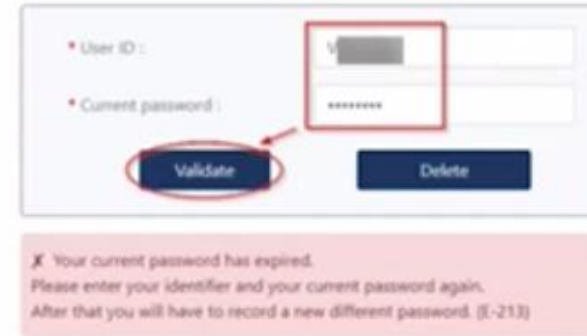 * User ID :
V
* Current password :
••••••••
Validate
Delete
✗ Your current password has expired.
Please enter your identifier and your current password again.
After that you will have to record a new different password. (E-213)